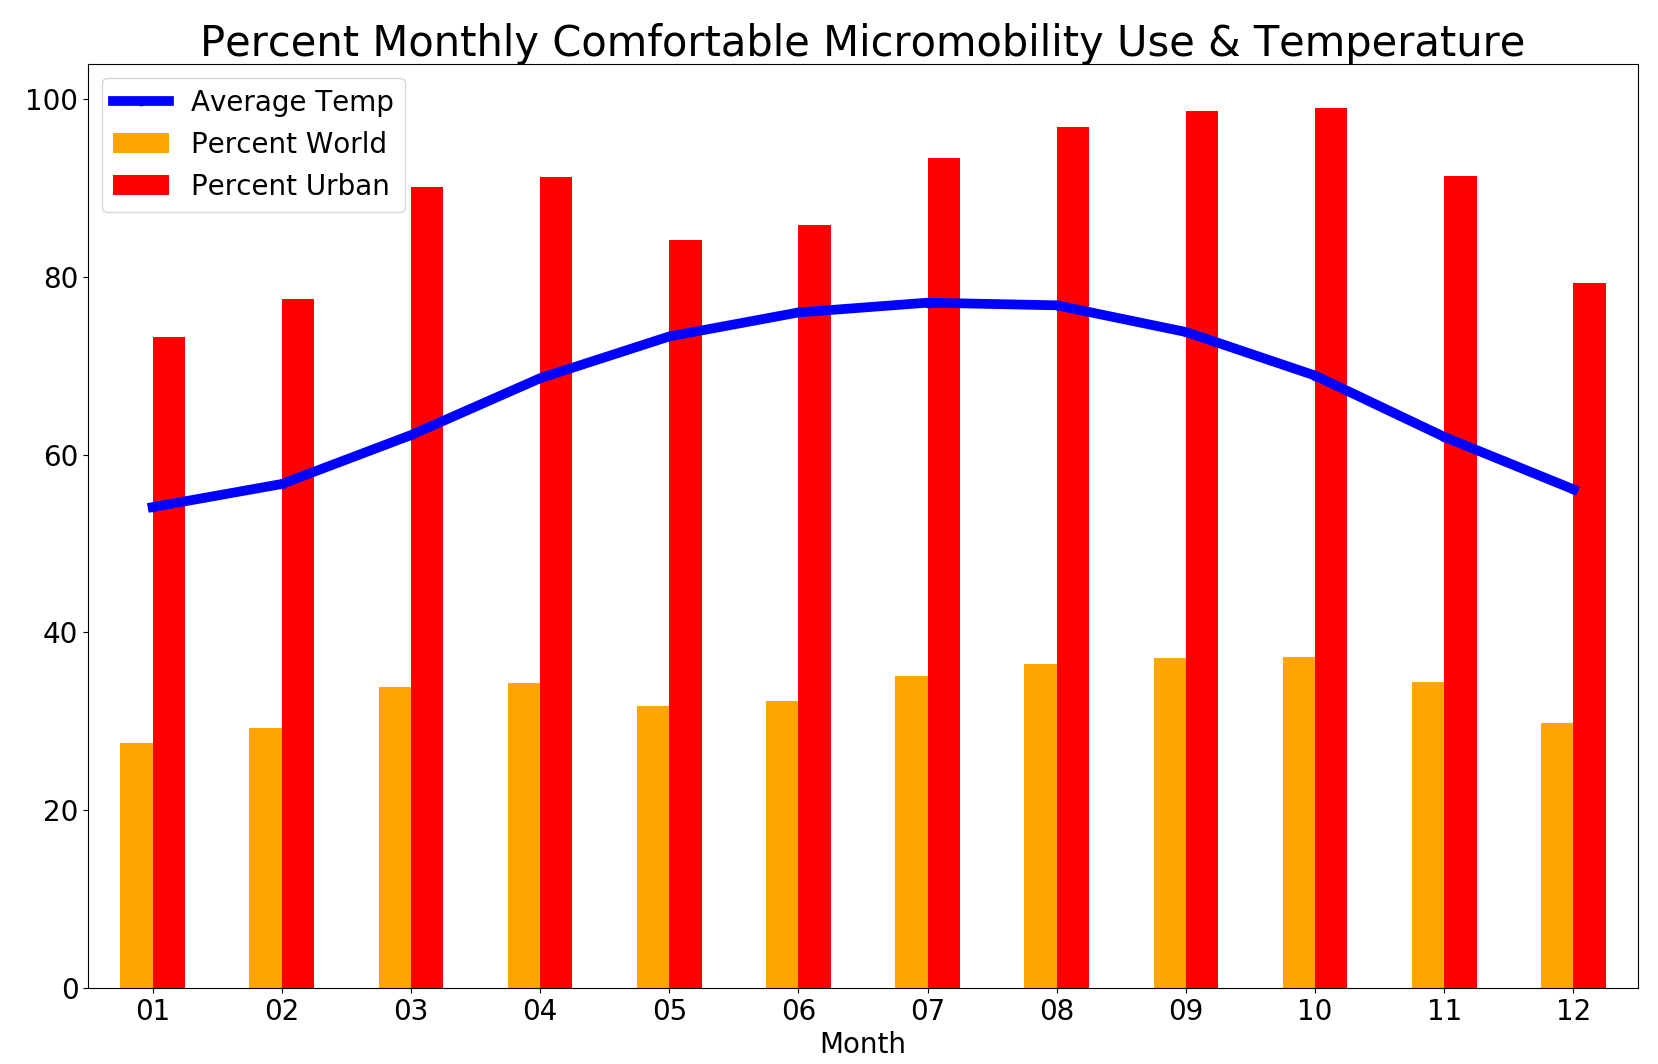 Percent Monthly Comfortable Micromobility Use & Temperature
Average Temp
Percent World
Percent Urban
100
80
60
40
20
0
01 02 03 04 05 06 07 08 09 10 11 12
Month